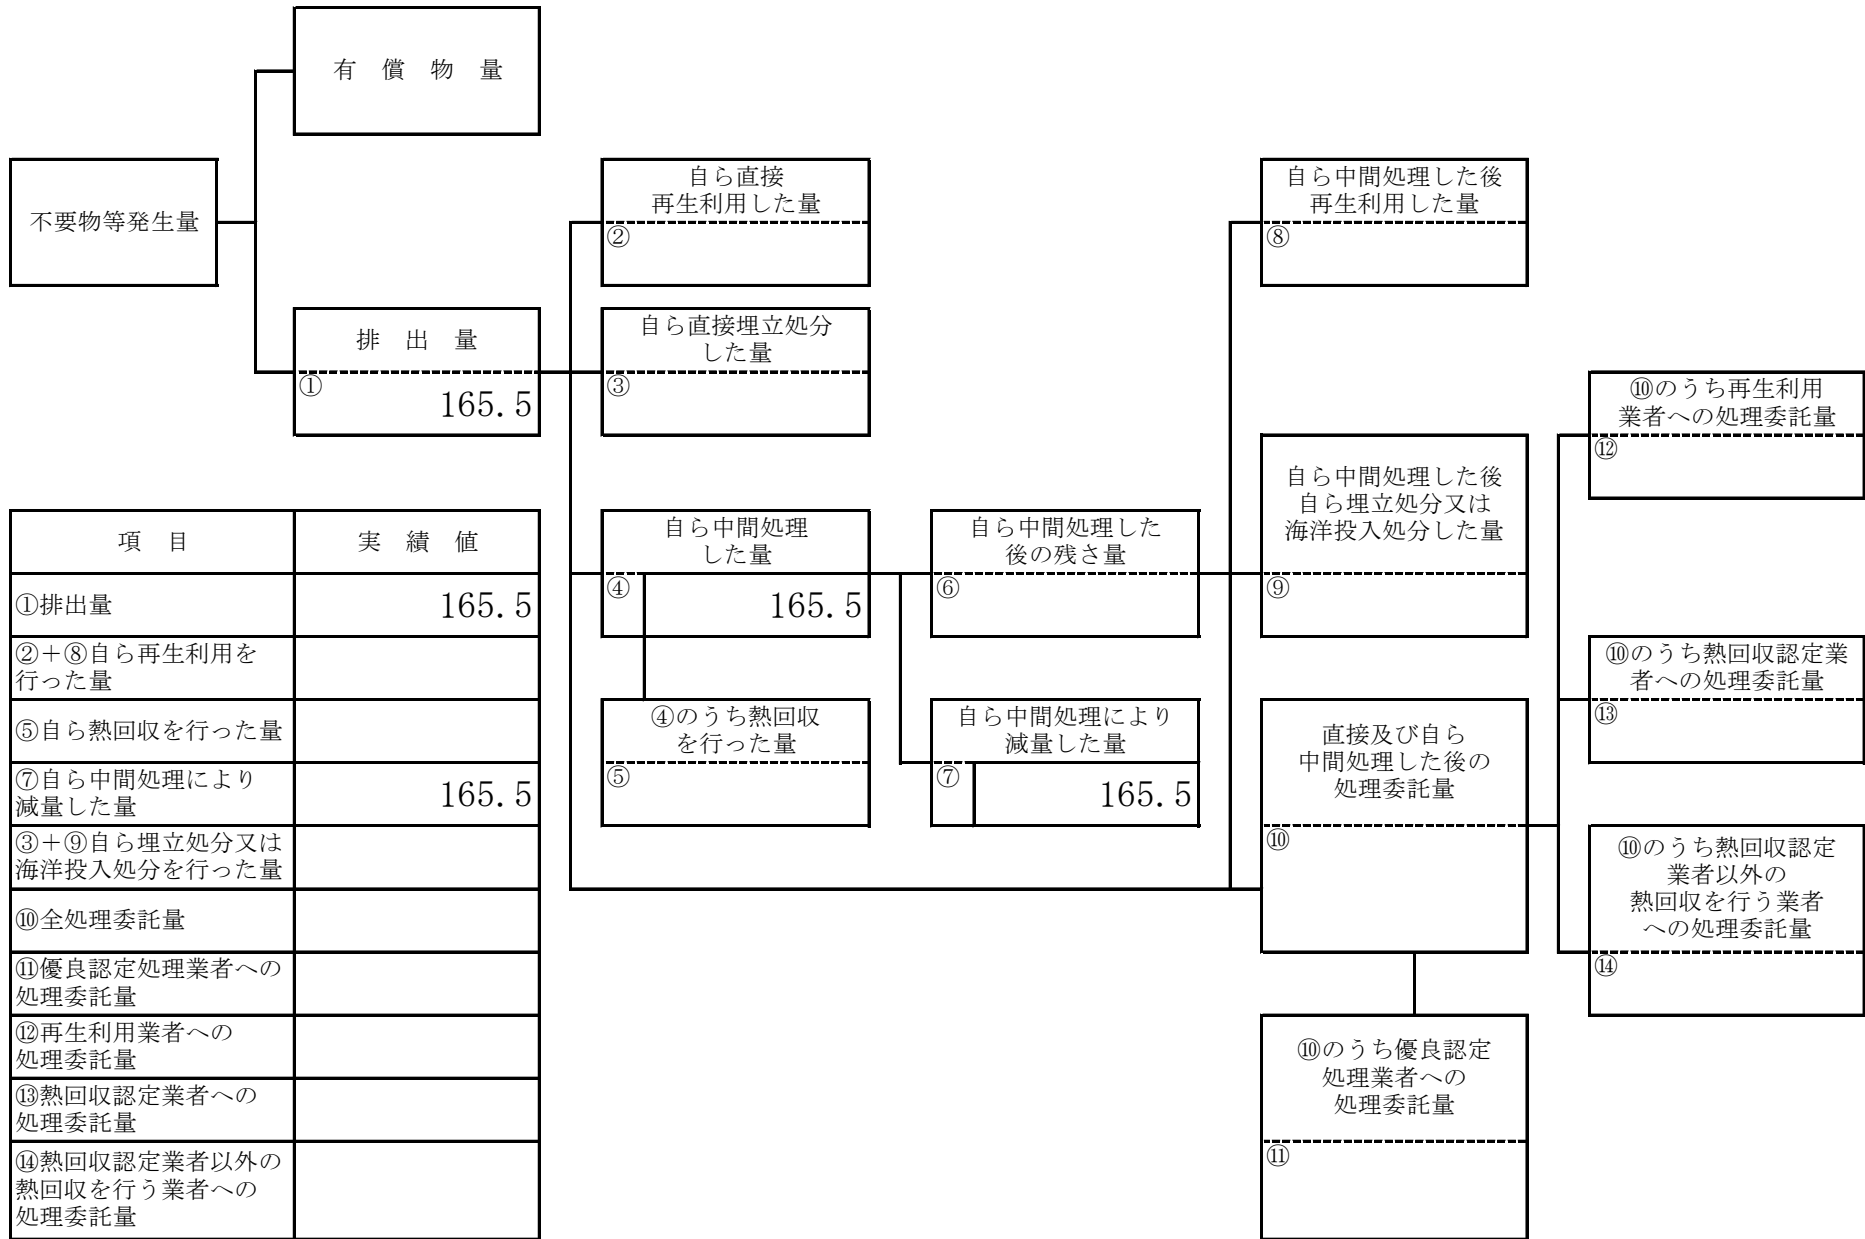 有　償　物　量
不要物等発生量
排　出　量
①
165.5
自ら直接
再生利用した量
②
自ら直接埋立処分
した量
③
自ら中間処理
した量
④
165.5
④のうち熱回収
を行った量
⑤
自ら中間処理した
後の残さ量
⑥
自ら中間処理により
減量した量
⑦
165.5
自ら中間処理した後
再生利用した量
⑧
自ら中間処理した後
自ら埋立処分又は
海洋投入処分した量
⑨
直接及び自ら
中間処理した後の
処理委託量
⑩
⑩のうち優良認定
処理業者への
処理委託量
⑪
⑩のうち再生利用
業者への処理委託量
⑫
⑩のうち熱回収認定業
者への処理委託量
⑬
⑩のうち熱回収認定
業者以外の
熱回収を行う業者
への処理委託量
⑭
項　目　実　績　値
①排出量　165.5
②＋⑧自ら再生利用を
行った量
⑤自ら熱回収を行った量
⑦自ら中間処理により
減量した量
165.5
③＋⑨自ら埋立処分又は
海洋投入処分を行った量
⑩全処理委託量
⑪優良認定処理業者への
処理委託量
⑫再生利用業者への
処理委託量
⑬熱回収認定業者への
処理委託量
⑭熱回収認定業者以外の
熱回収を行う業者への
処理委託量